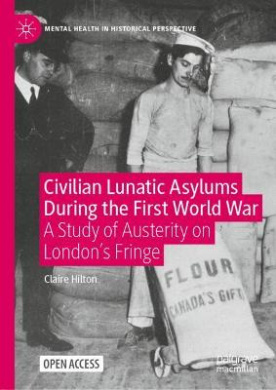 MENTAL HEALTH IN HISTORICAL PERSPECTIVE
Civilian Lunatic Asylums
During the First World War
A Study of Austerity on
London's Fringe
Claire Hilton
FLOUR
CANADA'S GIFT
OPEN ACCESS
palgrave
macmillan